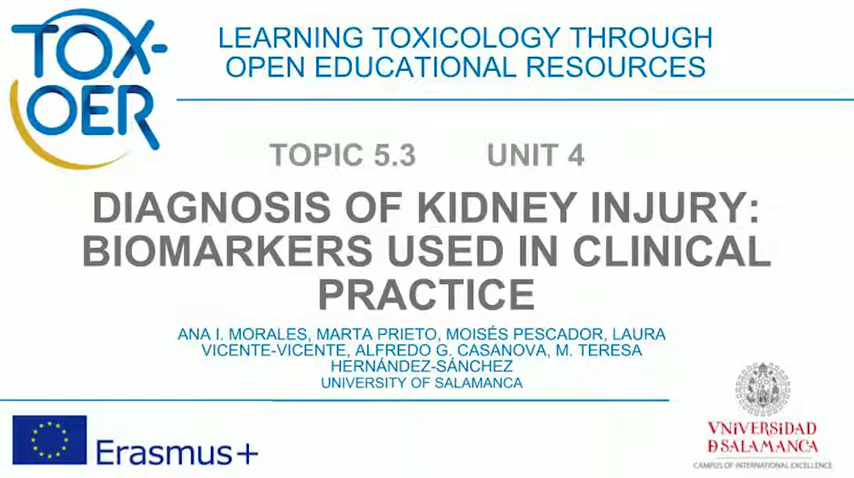 TOX-
OER
LEARNING TOXICOLOGY THROUGH
OPEN EDUCATIONAL RESOURCES
TOPIC 5.3 UNIT 4
DIAGNOSIS OF KIDNEY INJURY:
BIOMARKERS USED IN CLINICAL
PRACTICE
ANA I. MORALES, MARTA PRIETO, MOISÉS PESCADOR, LAURA
VICENTE-VICENTE, ALFREDO G. CASANOVA, M. TERESA
HERNÁNDEZ-SÁNCHEZ
UNIVERSITY OF SALAMANCA
Erasmus+
VNiVERSiDAD
D SALAMANCA
CAMPUS OF INTERNATIONAL EXCELLENCE